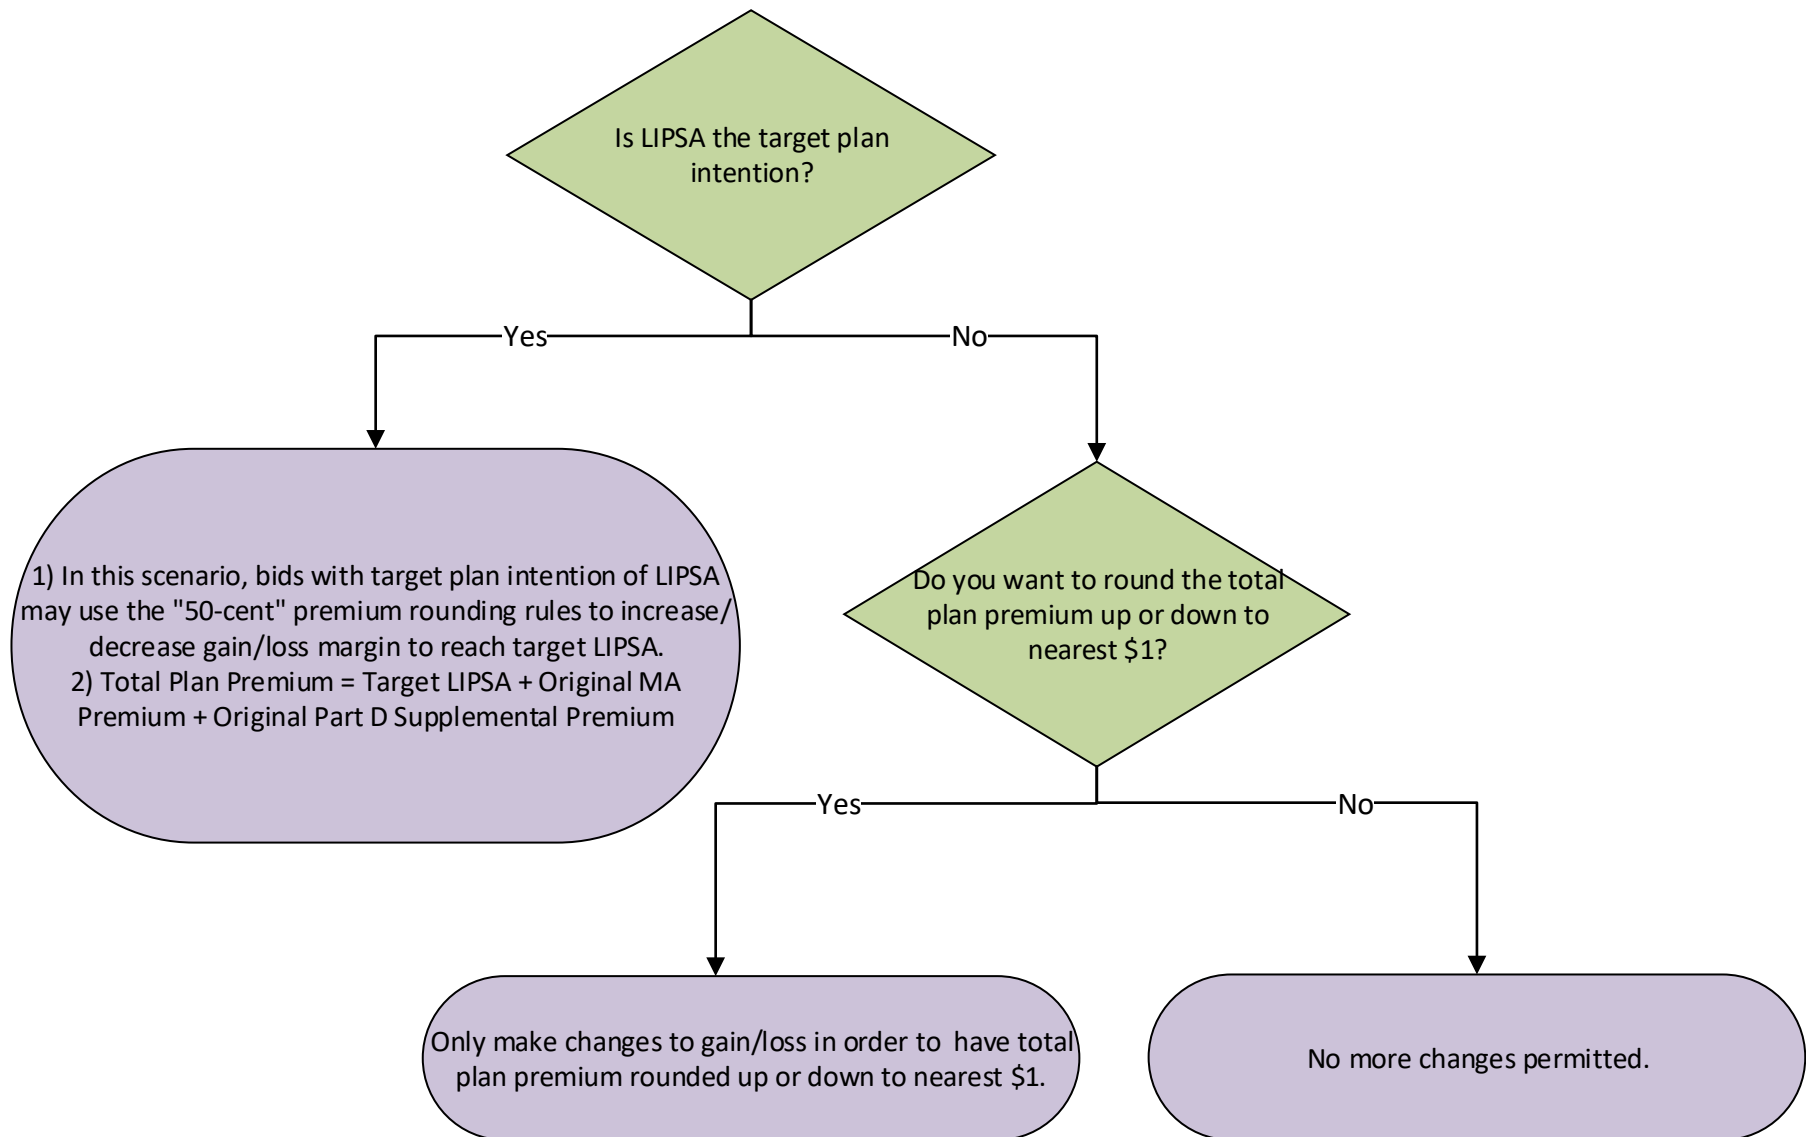 Is LIPSA the target plan
intention?
Yes
No
1) In this scenario, bids with target plan intention of LIPSA
may use the "50-cent" premium rounding rules to increase/
decrease gain/loss margin to reach target LIPSA.
2) Total Plan Premium = Target LIPSA + Original MA
Premium + Original Part D Supplemental Premium
Do you want to round the total
plan premium up or down to
nearest $1?
Yes
No
Only make changes to gain/loss in order to  have total
plan premium rounded up or down to nearest $1.
No more changes permitted.